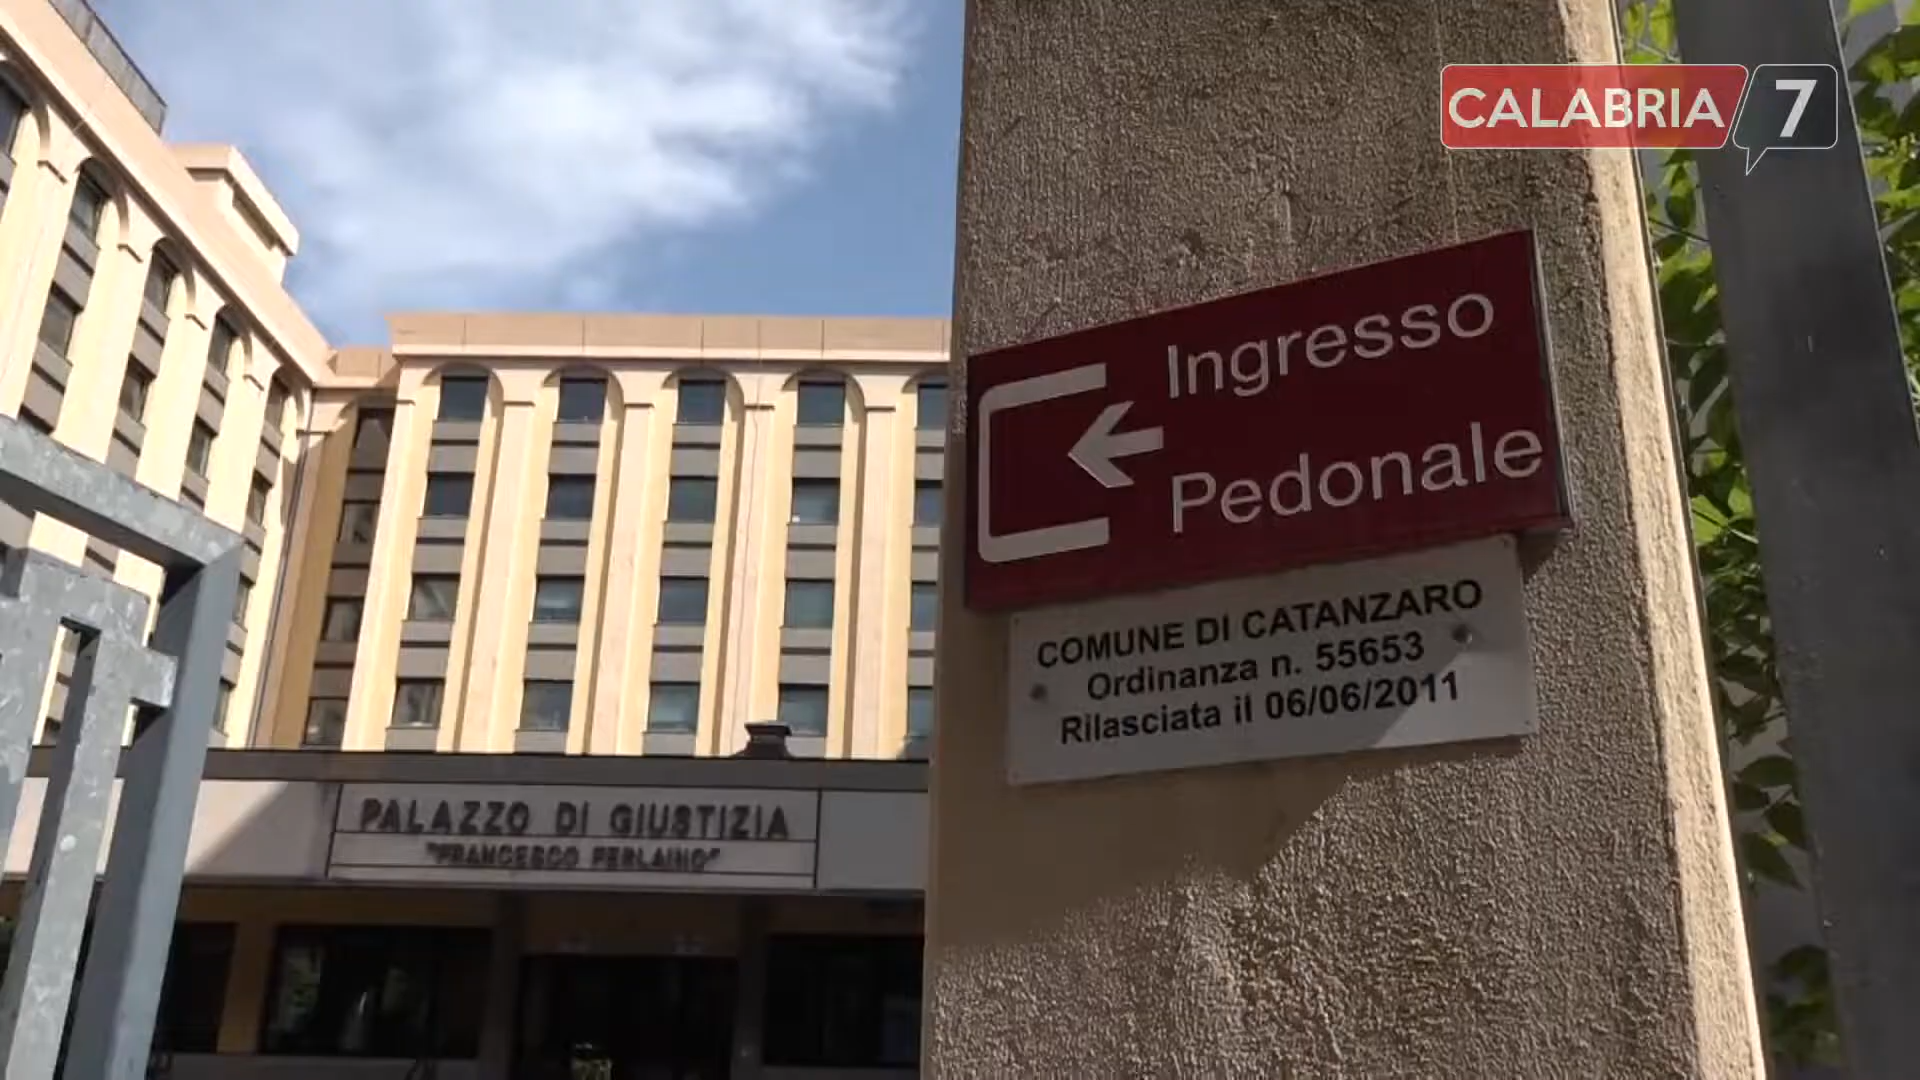 CALABRIA 7
Ingresso
Pedonale
COMUNE DI CATANZARO
Ordinanza n. 55653
Rilasciata il 06/06/2011
PALAZZO DI GIUSTIZIA
"FRANCESCO FERLAINO"